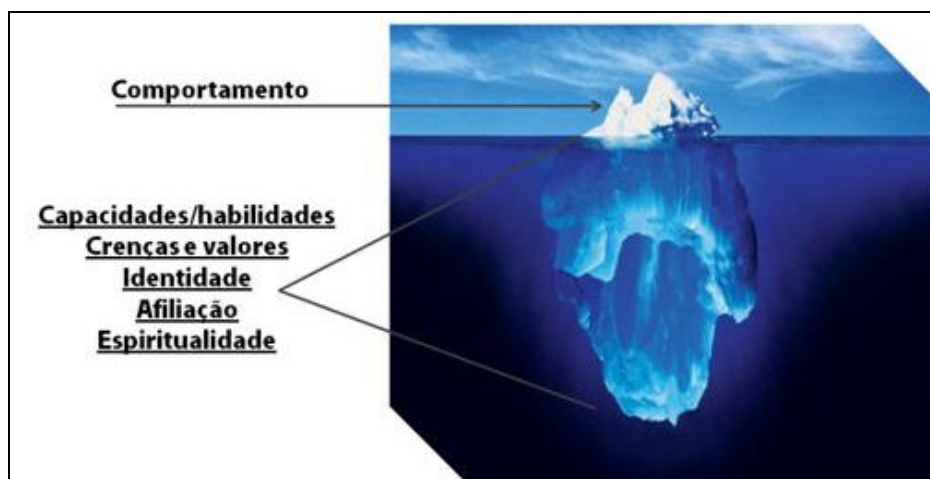 Comportamento
Capacidades/habilidades
Crenças e valores
Identidade
Afiliação
Espiritualidade